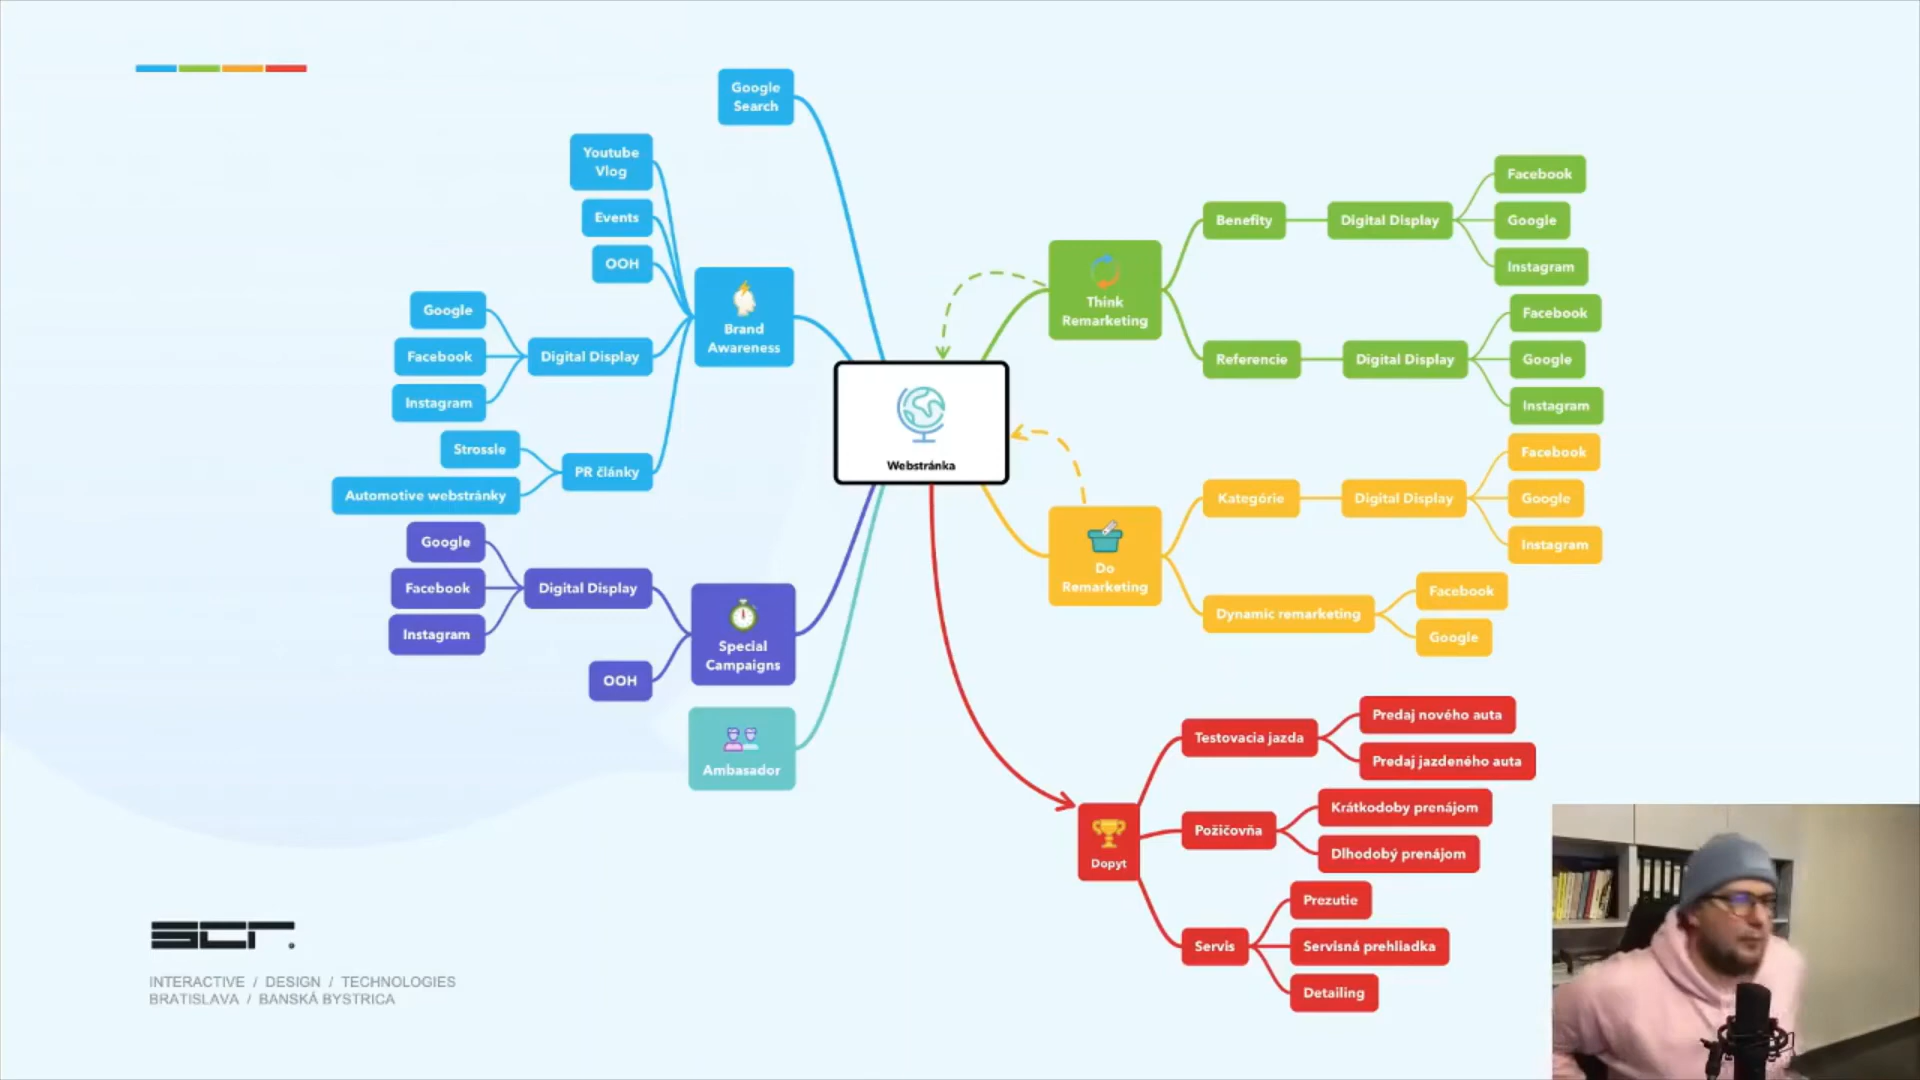 Google
Search
Youtube
Vlog
Events
OOH
Google
Facebook
Instagram
Digital Display
Strossle
Automotive webstránky
PR články
Brand
Awareness
Google
Facebook
Instagram
Digital Display
OOH
Special
Campaigns
Ambasador
Webstránka
Think
Remarketing
Benefity
Digital Display
Facebook
Google
Instagram
Referencie
Digital Display
Facebook
Google
Instagram
Do
Remarketing
Kategórie
Digital Display
Facebook
Google
Instagram
Dynamic remarketing
Facebook
Google
Dopyt
Testovacia jazda
Predaj nového auta
Predaj jazdeného auta
Požičovňa
Krátkodoby prenájom
Dlhodobý prenájom
Servis
Prezutie
Servisná prehliadka
Detailing
scr.
INTERACTIVE / DESIGN / TECHNOLOGIES
BRATISLAVA / BANSKÁ BYSTRICA